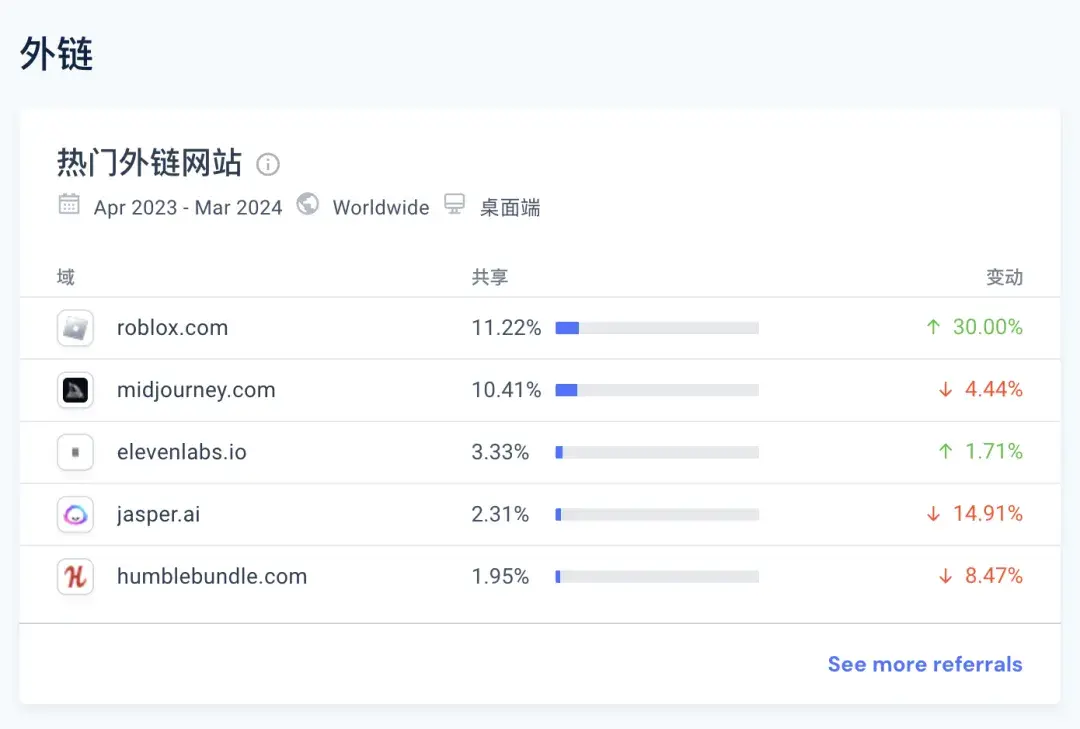 外链
热门外链网站
Apr 2023 - Mar 2024 Worldwide 桌面端
域 共享 变动
roblox.com 11.22% ↑ 30.00%
midjourney.com 10.41% ↓ 4.44%
elevenlabs.io 3.33% ↑ 1.71%
jasper.ai 2.31% ↓ 14.91%
humblebundle.com 1.95% ↓ 8.47%
See more referrals